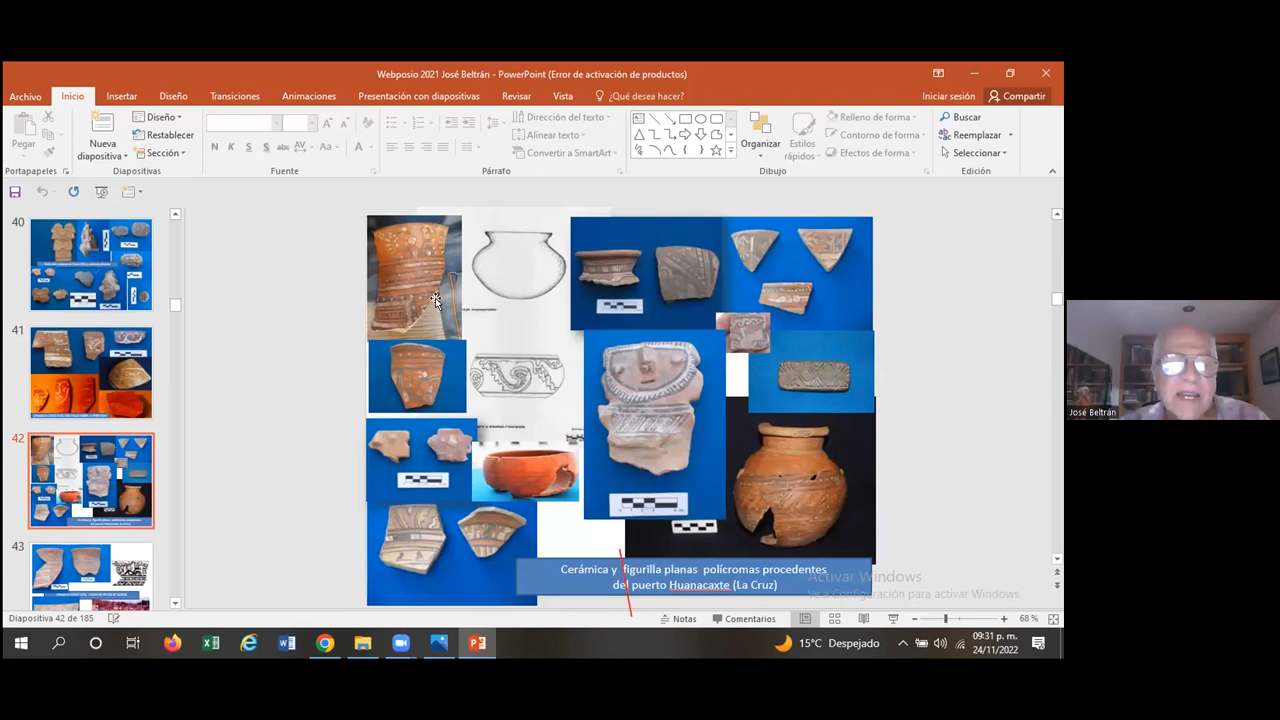 Webposio 2021 José Beltrán - PowerPoint (Error de activación de productos)
Archivo Inicio Insertar Diseño Transiciones Animaciones Presentación con diapositivas Revisar Vista ¿Qué desea hacer? Iniciar sesión Compartir
Pegar
Nueva diapositiva
Diseño
Restablecer
Sección
N K S S abc AV Aa A
Dirección del texto
Alinear texto
Convertir a SmartArt
Organizar
Estilos rápidos
Relleno de forma
Contorno de forma
Efectos de forma
Buscar
Reemplazar
Seleccionar
Portapapeles Diapositivas Fuente Párrafo Dibujo Edición
40
41
42
43
Cerámica y figurilla planas polícromas procedentes
del puerto Huanacaxte (La Cruz)
Activar Windows
Ve a Configuración para activar Windows.
José Beltrán
Diapositiva 42 de 185 Notas Comentarios 68 %
15°C Despejado
09:31 p. m.
24/11/2022